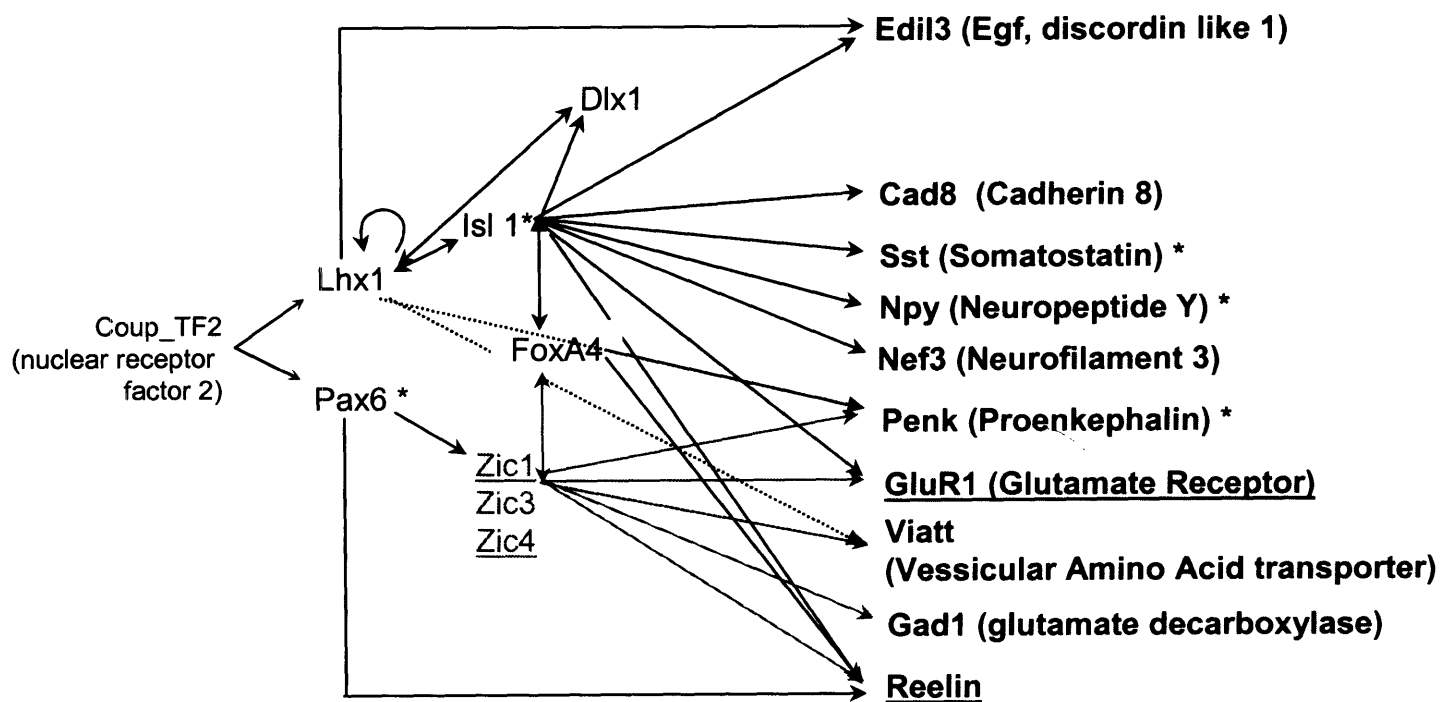 Edil3 (Egf, discordin like 1)
Dlx1
Cad8 (Cadherin 8)
Isl 1*
Sst (Somatostatin) *
Lhx1
Npy (Neuropeptide Y) *
Coup_TF2
(nuclear receptor
factor 2)
FoxA4
Nef3 (Neurofilament 3)
Pax6 *
Penk (Proenkephalin) *
Zic1
Zic3
Zic4
GluR1 (Glutamate Receptor)
Viatt
(Vessicular Amino Acid transporter)
Gad1 (glutamate decarboxylase)
Reelin